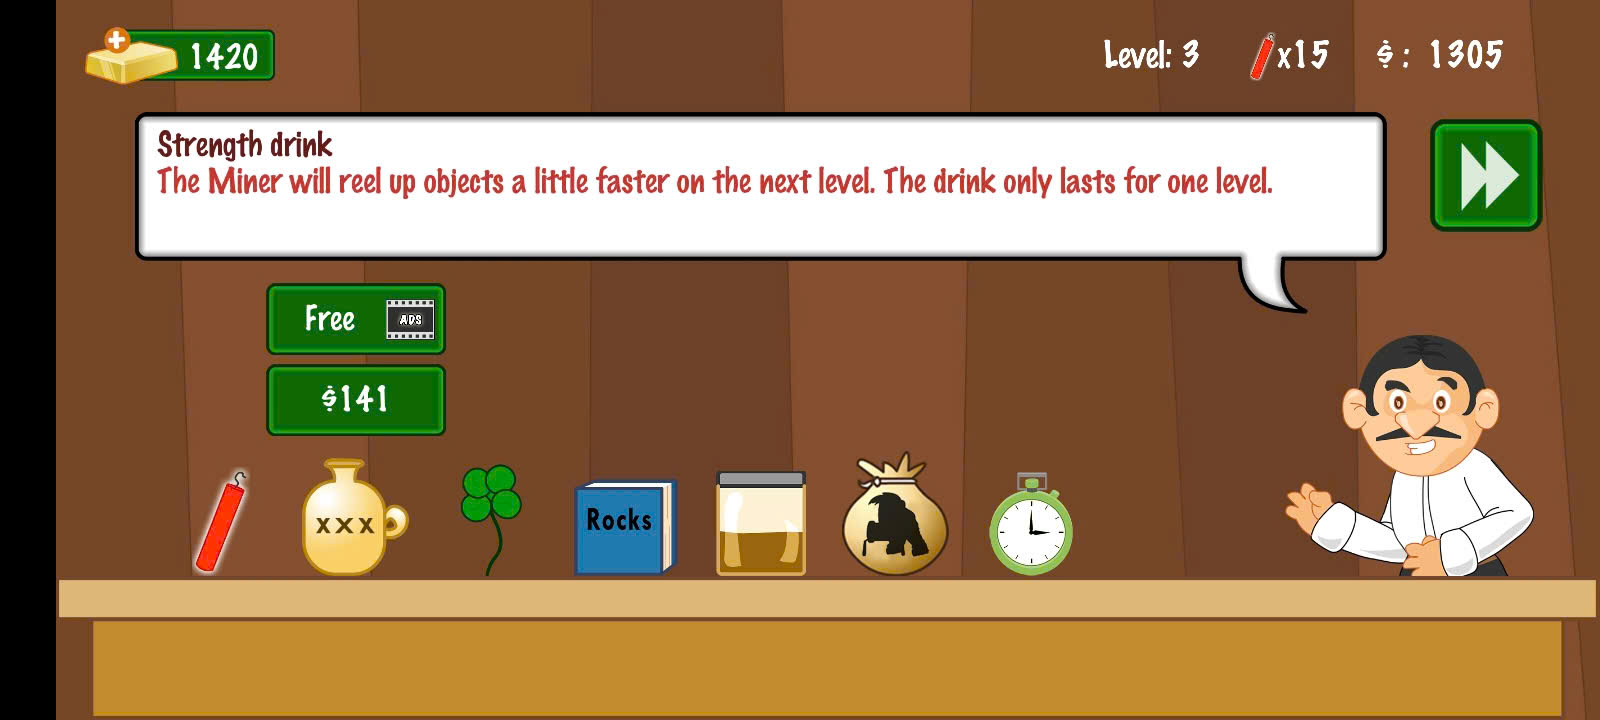 1420
Level: 3
x15
$ : 1305
Strength drink
The Miner will reel up objects a little faster on the next level. The drink only lasts for one level.
Free
ADS
$141
XXX
Rocks